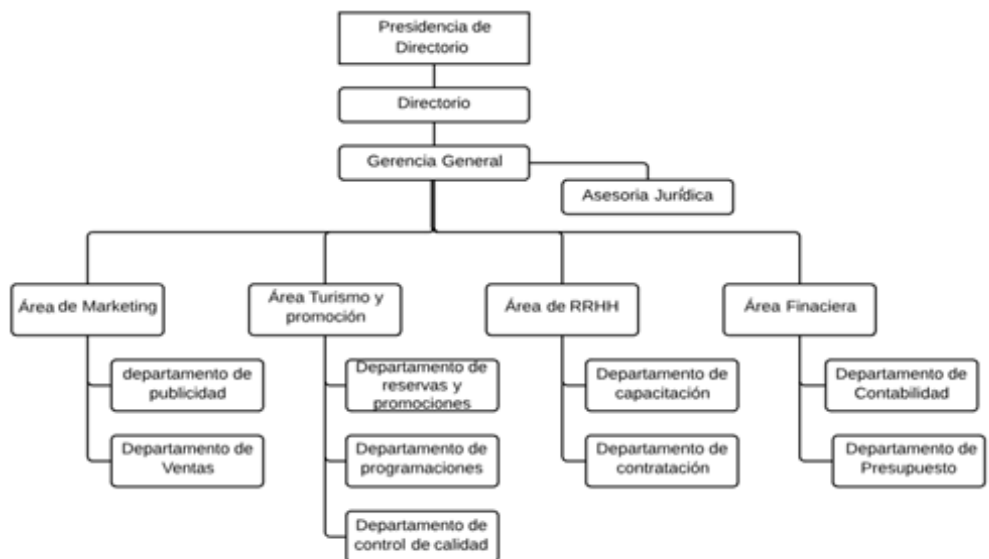 Presidencia de
Directorio
Directorio
Gerencia General
Asesoria Jurídica
Área de Marketing
Área Turismo y
promoción
Área de RRHH
Área Finaciera
departamento de
publicidad
Departamento de
reservas y
promociones
Departamento de
capacitación
Departamento de
Contabilidad
Departamento de
Ventas
Departamento de
programaciones
Departamento de
contratación
Departamento de
Presupuesto
Departamento de
control de calidad